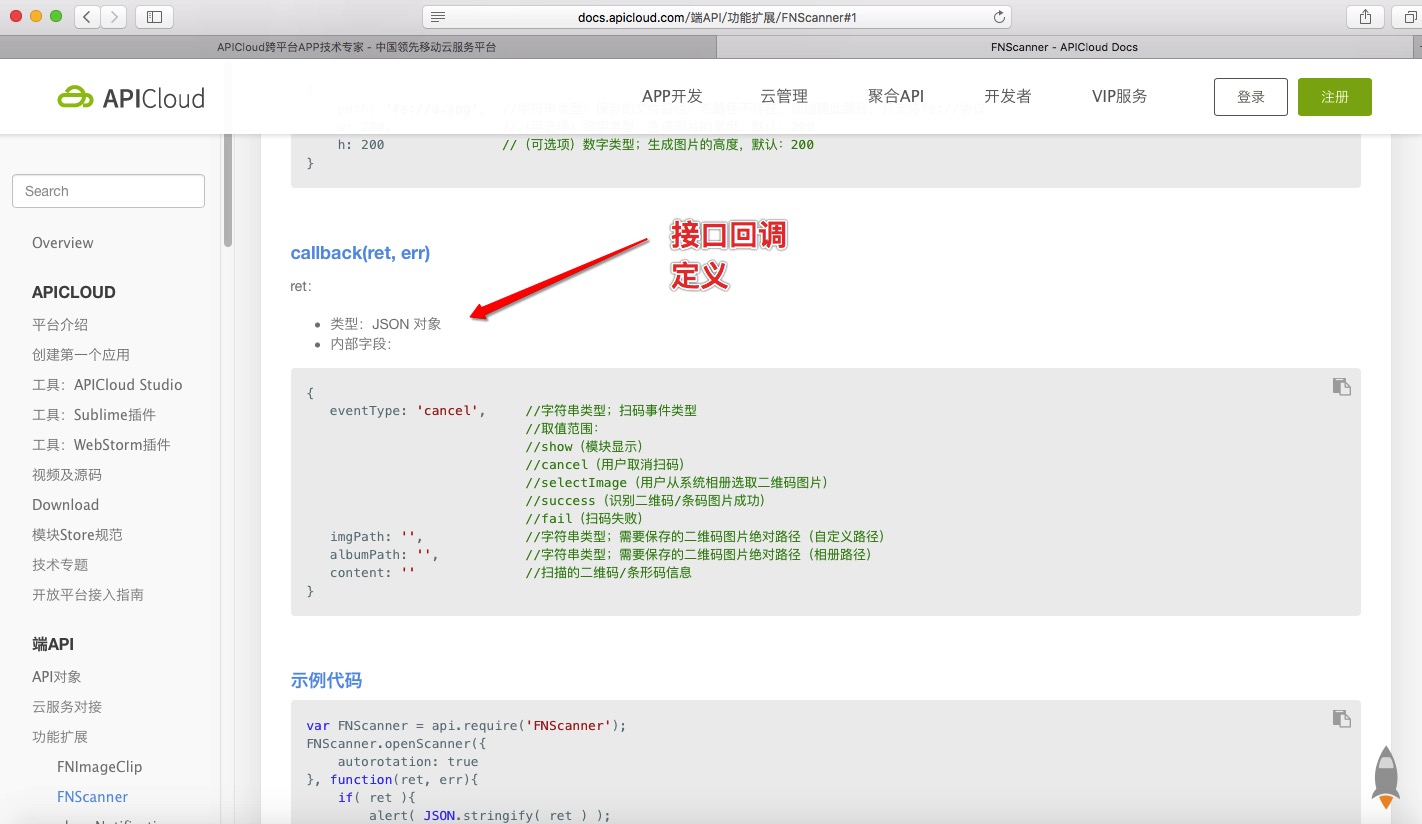 docs.apicloud.com/端API/功能扩展/FNScanner#1
APICloud跨平台APP技术专家 - 中国领先移动云服务平台
FNScanner - APICloud Docs
APICloud
APP开发
云管理
聚合API
开发者
VIP服务
登录
注册
Search
Overview
APICLOUD
平台介绍
创建第一个应用
工具：APICloud Studio
工具：Sublime插件
工具：WebStorm插件
视频及源码
Download
模块Store规范
技术专题
开放平台接入指南
端API
API对象
云服务对接
功能扩展
FNImageClip
FNScanner
h: 200 //（可选项）数字类型；生成图片的高度，默认：200
}
callback(ret, err)
接口回调
定义
ret：
类型：JSON 对象
内部字段：
{
eventType: 'cancel', //字符串类型；扫码事件类型
//取值范围：
//show（模块显示）
//cancel（用户取消扫码）
//selectImage（用户从系统相册选取二维码图片）
//success（识别二维码/条码图片成功）
//fail（扫码失败）
imgPath: '', //字符串类型；需要保存的二维码图片绝对路径（自定义路径）
albumPath: '', //字符串类型；需要保存的二维码图片绝对路径（相册路径）
content: '' //扫描的二维码/条形码信息
}
示例代码
var FNScanner = api.require('FNScanner');
FNScanner.openScanner({
autorotation: true
}, function(ret, err){
if( ret ){
alert( JSON.stringify( ret ) );